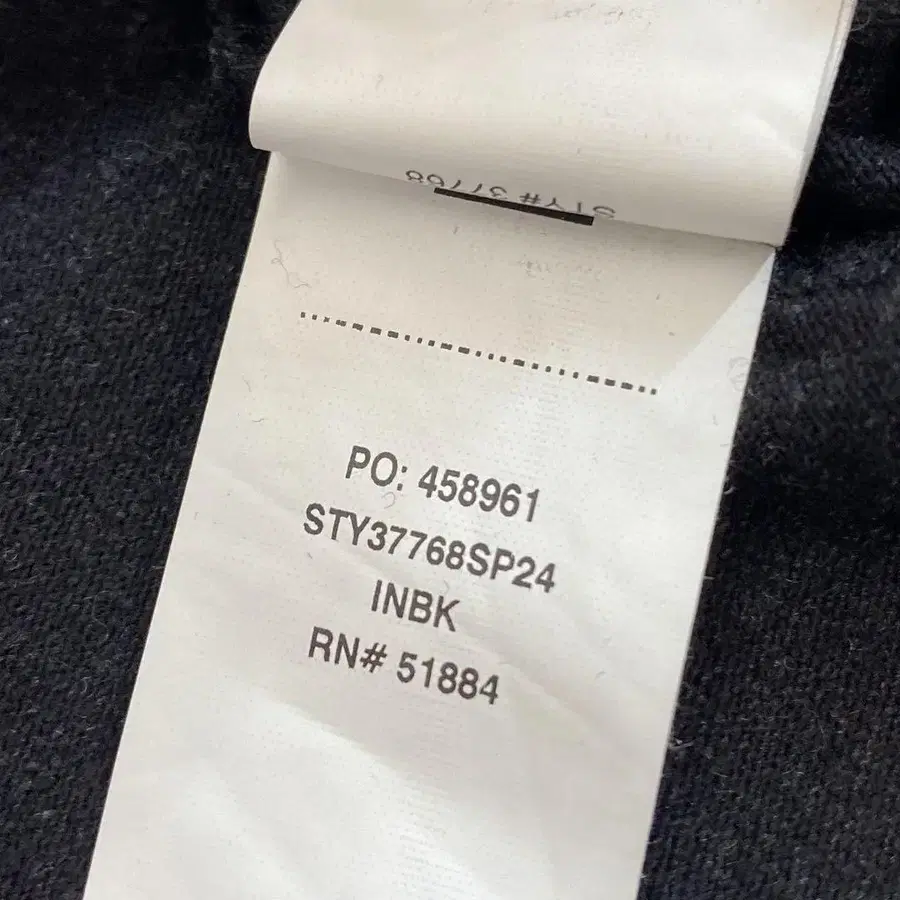 STY# 37768
PO: 458961
STY37768SP24
INBK
RN# 51884